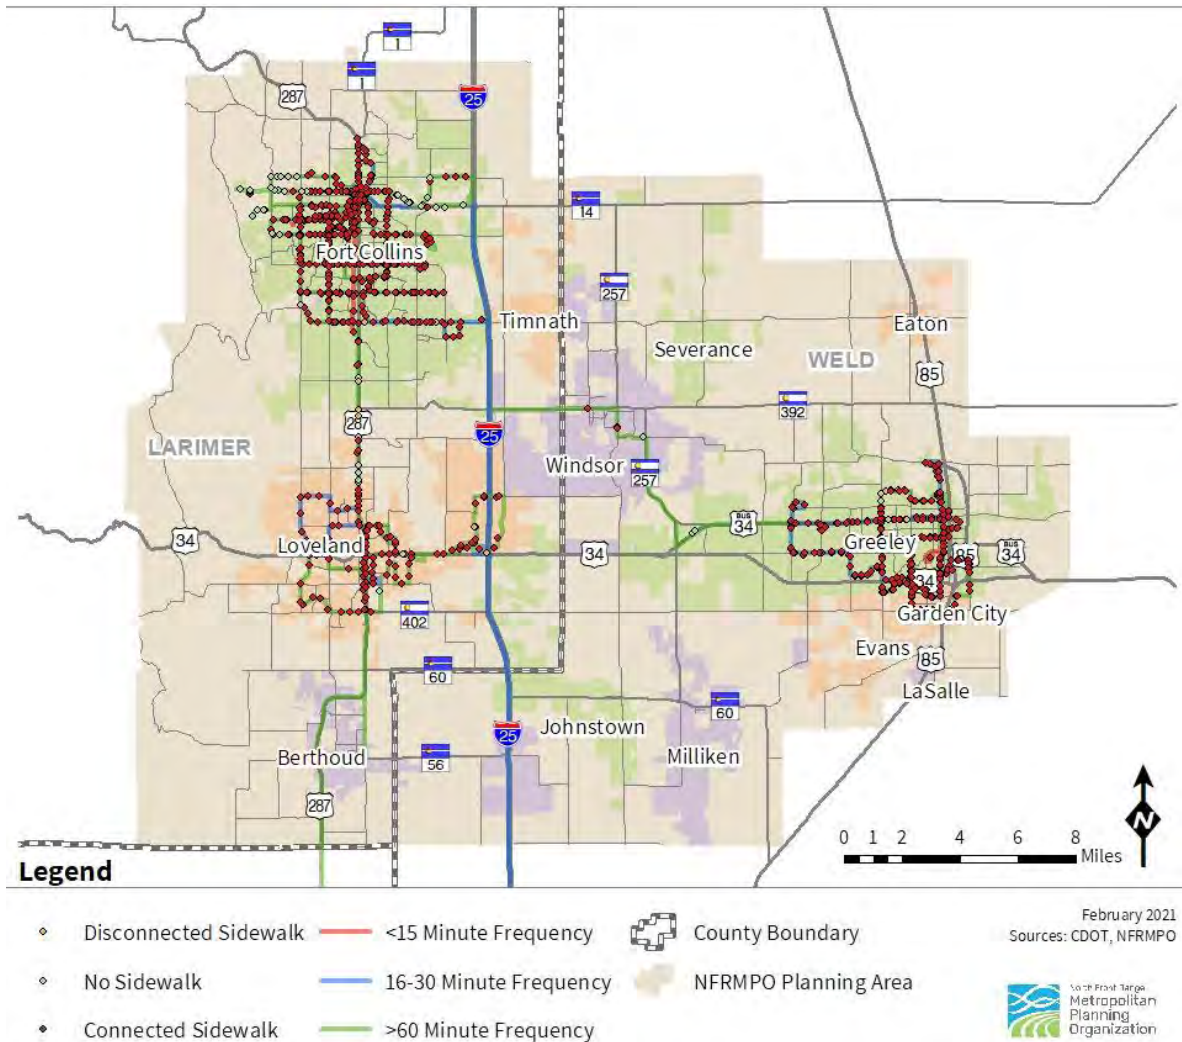 1
1
287
25
14
Fort Collins
257
Timnath
Eaton
Severance
WELD
85
392
287
25
LARIMER
Windsor
257
BUS
34
34
Loveland
34
Greeley
85
BUS
34
34
402
Garden City
Evans
85
60
LaSalle
60
Johnstown
25
Berthoud
56
Milliken
287
N
0 1 2 4 6 8
Miles
Legend
Disconnected Sidewalk
<15 Minute Frequency
County Boundary
February 2021
Sources: CDOT, NFRMPO
No Sidewalk
16-30 Minute Frequency
NFRMPO Planning Area
Connected Sidewalk
>60 Minute Frequency
North Front Range
Metropolitan
Planning
Organization